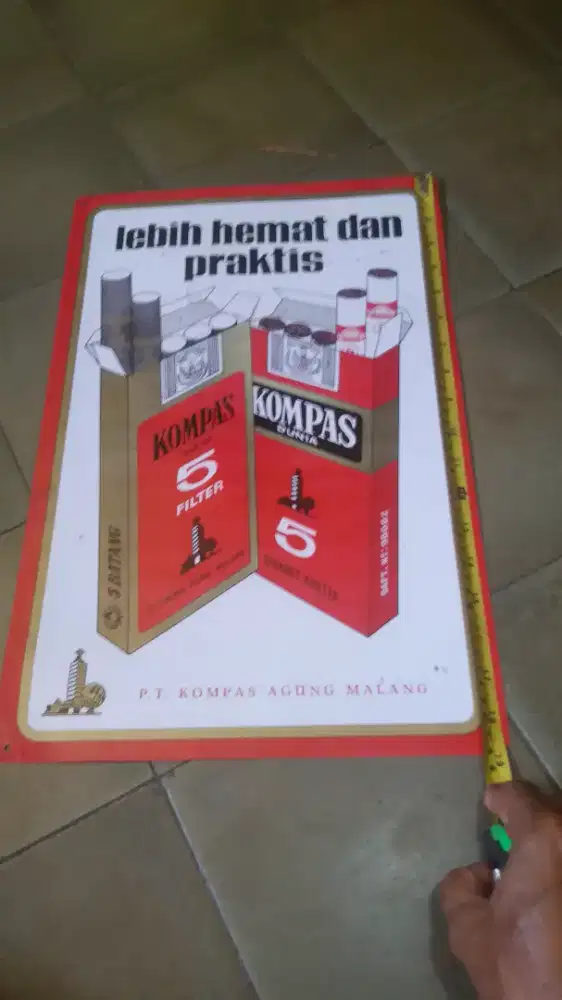 lebih hemat dan
praktis
KOMPAS
5
FILTER
5 BATANG
KOMPAS
DUNIA
5
P.T. KOMPAS AGUNG MALANG